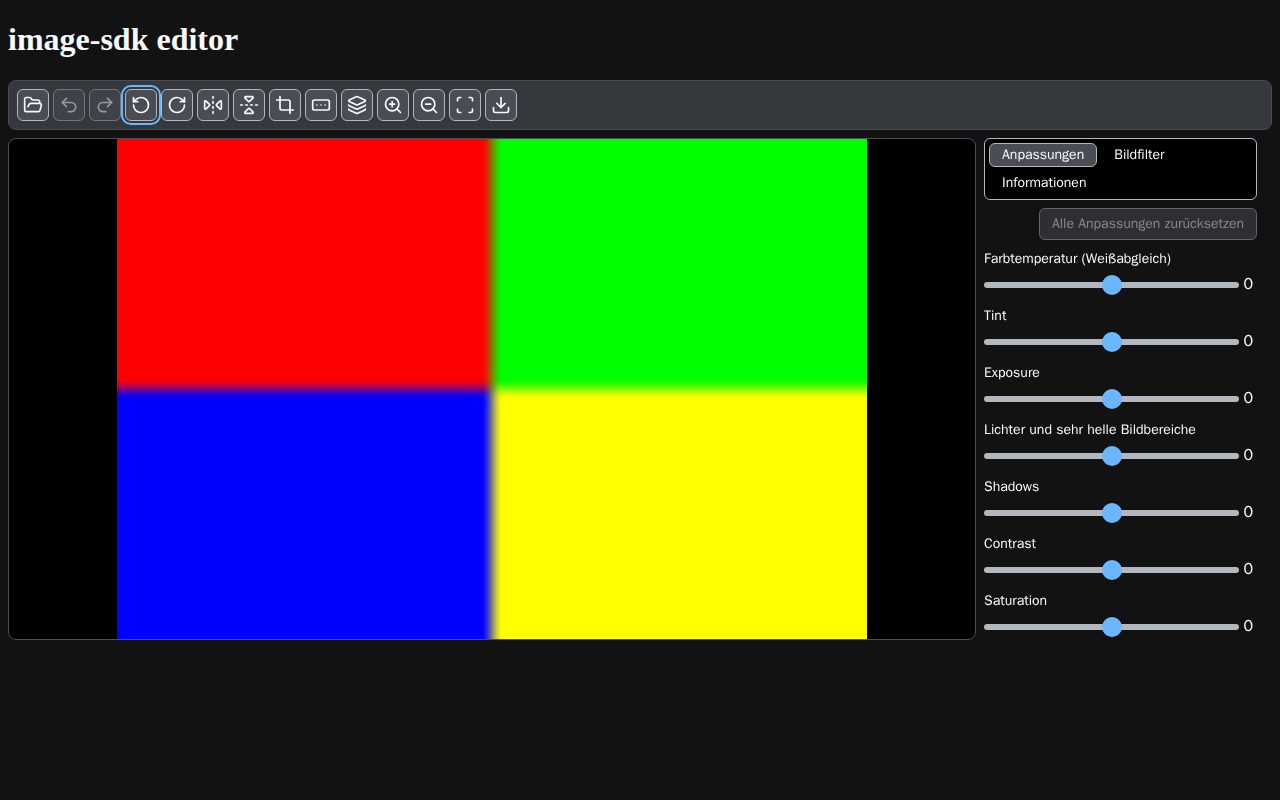 image-sdk editor
Anpassungen Bildfilter
Informationen
Alle Anpassungen zurücksetzen
Farbtemperatur (Weißabgleich)
0
Tint
0
Exposure
0
Lichter und sehr helle Bildbereiche
0
Shadows
0
Contrast
0
Saturation
0